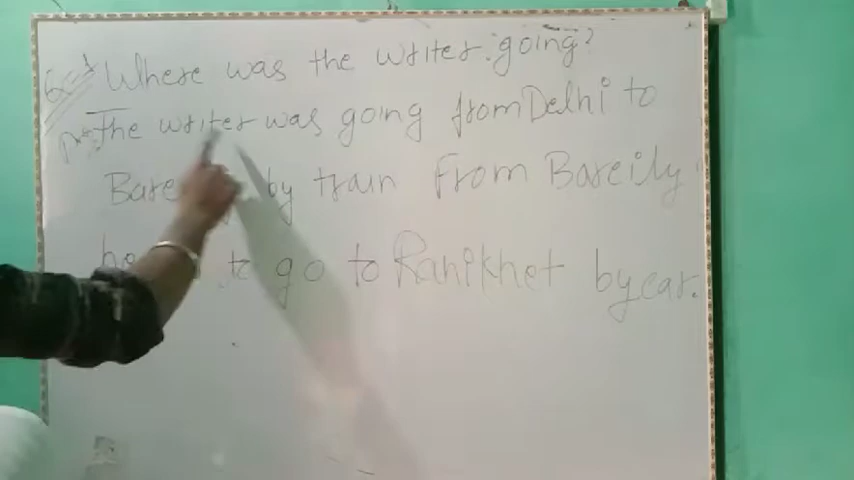 Where was the writer going?
The writer was going from Delhi to
Bare by train From Bareily
to go to Ranikhet by car.